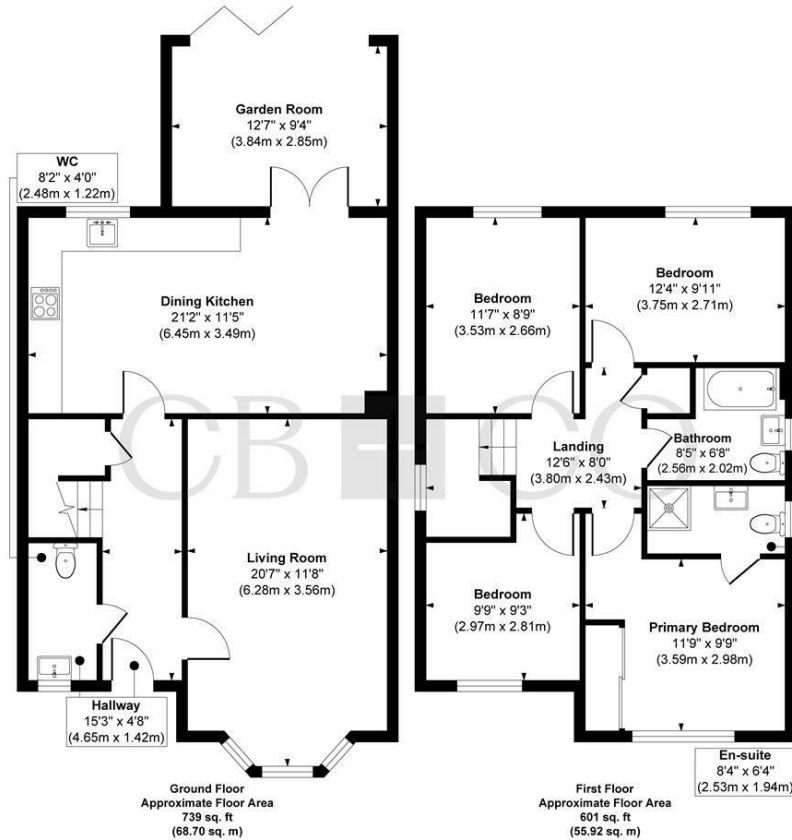 Garden Room
12'7" x 9'4"
(3.84m x 2.85m)
WC
8'2" x 4'0"
(2.48m x 1.22m)
Dining Kitchen
21'2" x 11'5"
(6.45m x 3.49m)
Living Room
20'7" x 11'8"
(6.28m x 3.56m)
Hallway
15'3" x 4'8"
(4.65m x 1.42m)
Ground Floor
Approximate Floor Area
739 sq. ft
(68.70 sq. m)
Bedroom
11'7" x 8'9"
(3.53m x 2.66m)
Bedroom
12'4" x 9'11"
(3.75m x 2.71m)
Landing
12'6" x 8'0"
(3.80m x 2.43m)
Bathroom
8'5" x 6'8"
(2.56m x 2.02m)
Bedroom
9'9" x 9'3"
(2.97m x 2.81m)
Primary Bedroom
11'9" x 9'9"
(3.59m x 2.98m)
En-suite
8'4" x 6'4"
(2.53m x 1.94m)
First Floor
Approximate Floor Area
601 sq. ft
(55.92 sq. m)
CB CO